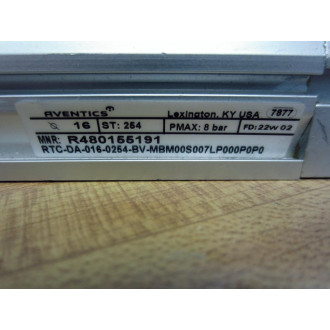 AVENTICS Lexington, KY USA 7877
Ø 16 ST: 254 PMAX: 8 bar FD: 22W 02
MNR: R480155191
RTC-DA-016-0254-BV-MBM00S007LP000P0P0